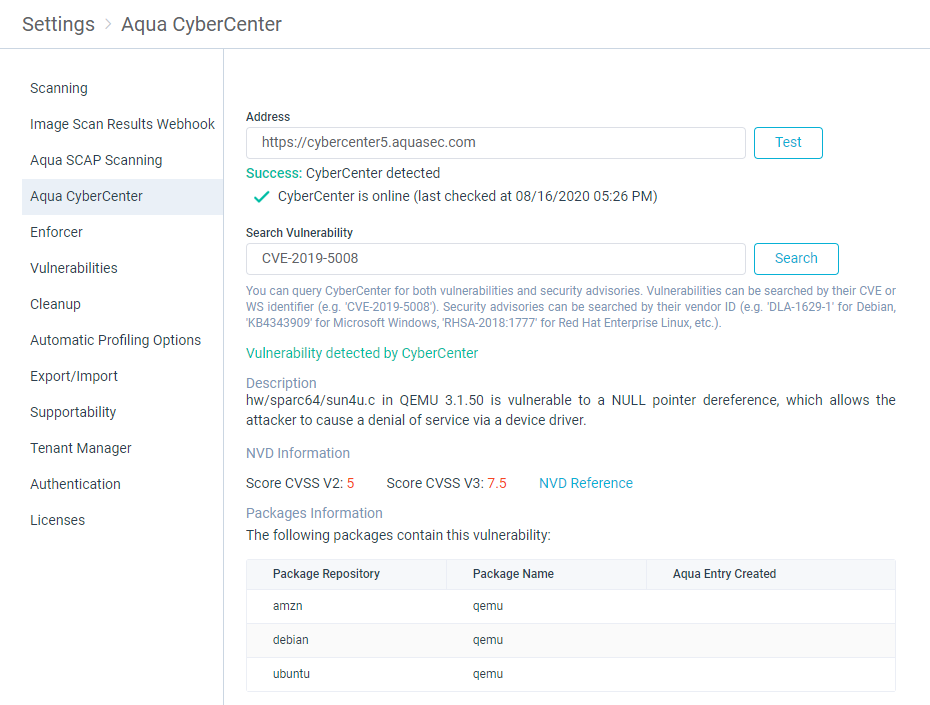 Settings > Aqua CyberCenter
Scanning
Image Scan Results Webhook
Aqua SCAP Scanning
Aqua CyberCenter
Enforcer
Vulnerabilities
Cleanup
Automatic Profiling Options
Export/Import
Supportability
Tenant Manager
Authentication
Licenses
Address
https://cybercenter5.aquasec.com
Test
Success: CyberCenter detected
CyberCenter is online (last checked at 08/16/2020 05:26 PM)
Search Vulnerability
CVE-2019-5008
Search
You can query CyberCenter for both vulnerabilities and security advisories. Vulnerabilities can be searched by their CVE or
WS identifier (e.g. 'CVE-2019-5008'). Security advisories can be searched by their vendor ID (e.g. 'DLA-1629-1' for Debian,
'KB4343909' for Microsoft Windows, 'RHSA-2018:1777' for Red Hat Enterprise Linux, etc.).
Vulnerability detected by CyberCenter
Description
hw/sparc64/sun4u.c in QEMU 3.1.50 is vulnerable to a NULL pointer dereference, which allows the
attacker to cause a denial of service via a device driver.
NVD Information
Score CVSS V2: 5 Score CVSS V3: 7.5 NVD Reference
Packages Information
The following packages contain this vulnerability:
Package Repository Package Name Aqua Entry Created
amzn qemu
debian qemu
ubuntu qemu